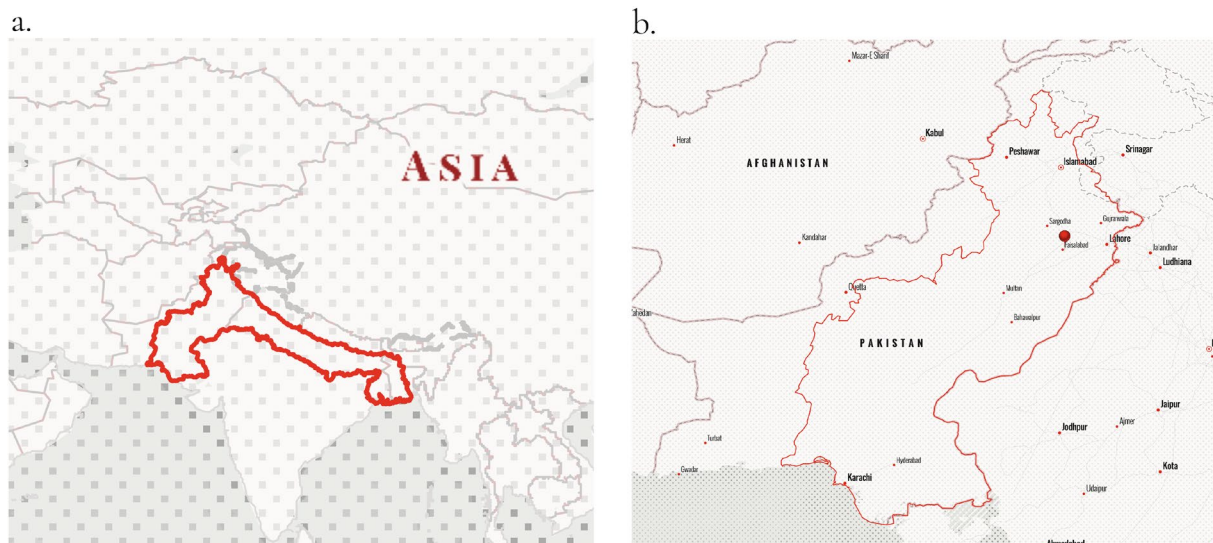 a.
b.
ASIA
Mazar-E Sharif
Kabul
Herat
Peshawar
Islamabad
Srinagar
AFGHANISTAN
Sargodha
Gujranwala
Kandahar
Faisalabad
Lahore
Jalandhar
Ludhiana
Quetta
Multan
Bahawalpur
PAKISTAN
Jaipur
Ajmer
Jodhpur
Turbat
Gwadar
Hyderabad
Karachi
Kota
Udaipur